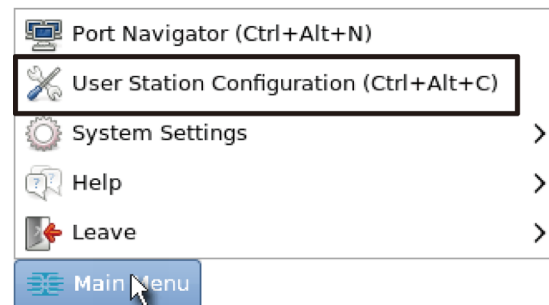 Port Navigator (Ctrl+Alt+N)
User Station Configuration (Ctrl+Alt+C)
System Settings
Help
Leave
Main Menu